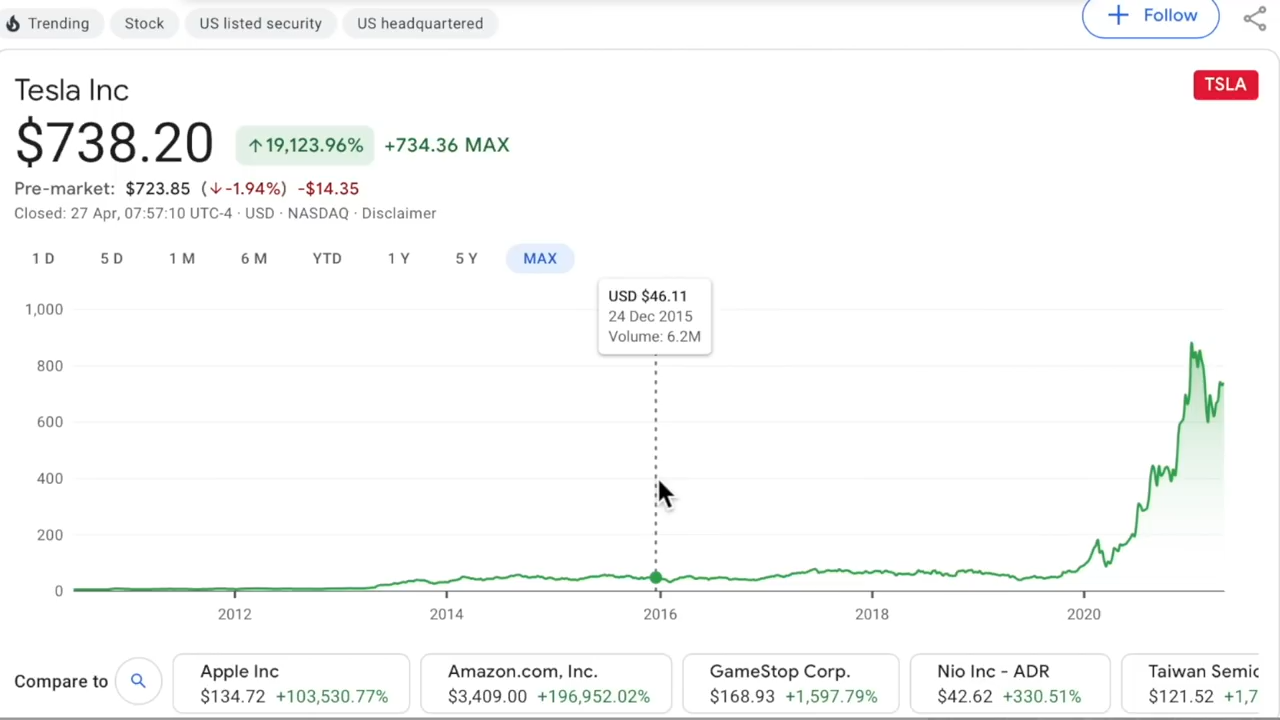 Trending
Stock
US listed security
US headquartered
+ Follow
Tesla Inc
TSLA
$738.20 ↑19,123.96% +734.36 MAX
Pre-market: $723.85 (↓-1.94%) -$14.35
Closed: 27 Apr, 07:57:10 UTC-4 · USD · NASDAQ · Disclaimer
1 D 5 D 1 M 6 M YTD 1 Y 5 Y MAX
USD $46.11
24 Dec 2015
Volume: 6.2M
1,000
800
600
400
200
0
2012 2014 2016 2018 2020
Compare to
Apple Inc
$134.72 +103,530.77%
Amazon.com, Inc.
$3,409.00 +196,952.02%
GameStop Corp.
$168.93 +1,597.79%
Nio Inc - ADR
$42.62 +330.51%
Taiwan Semic
$121.52 +1,7